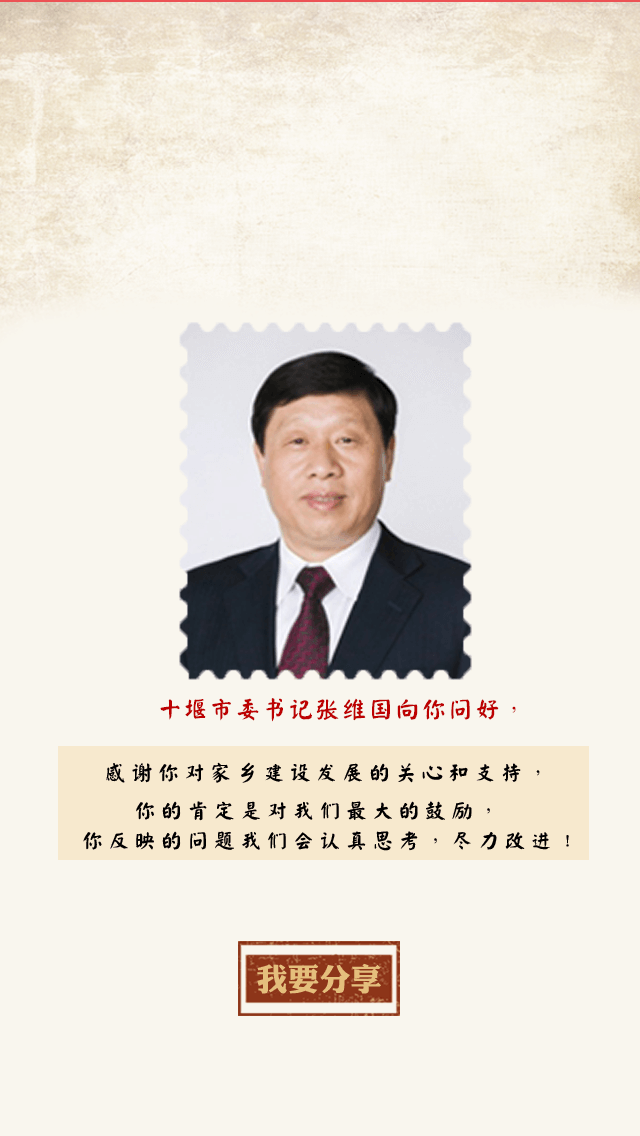 十堰市委书记张维国向你问好，
感谢你对家乡建设发展的关心和支持，
你的肯定是对我们最大的鼓励，
你反映的问题我们会认真思考，尽力改进！
我要分享